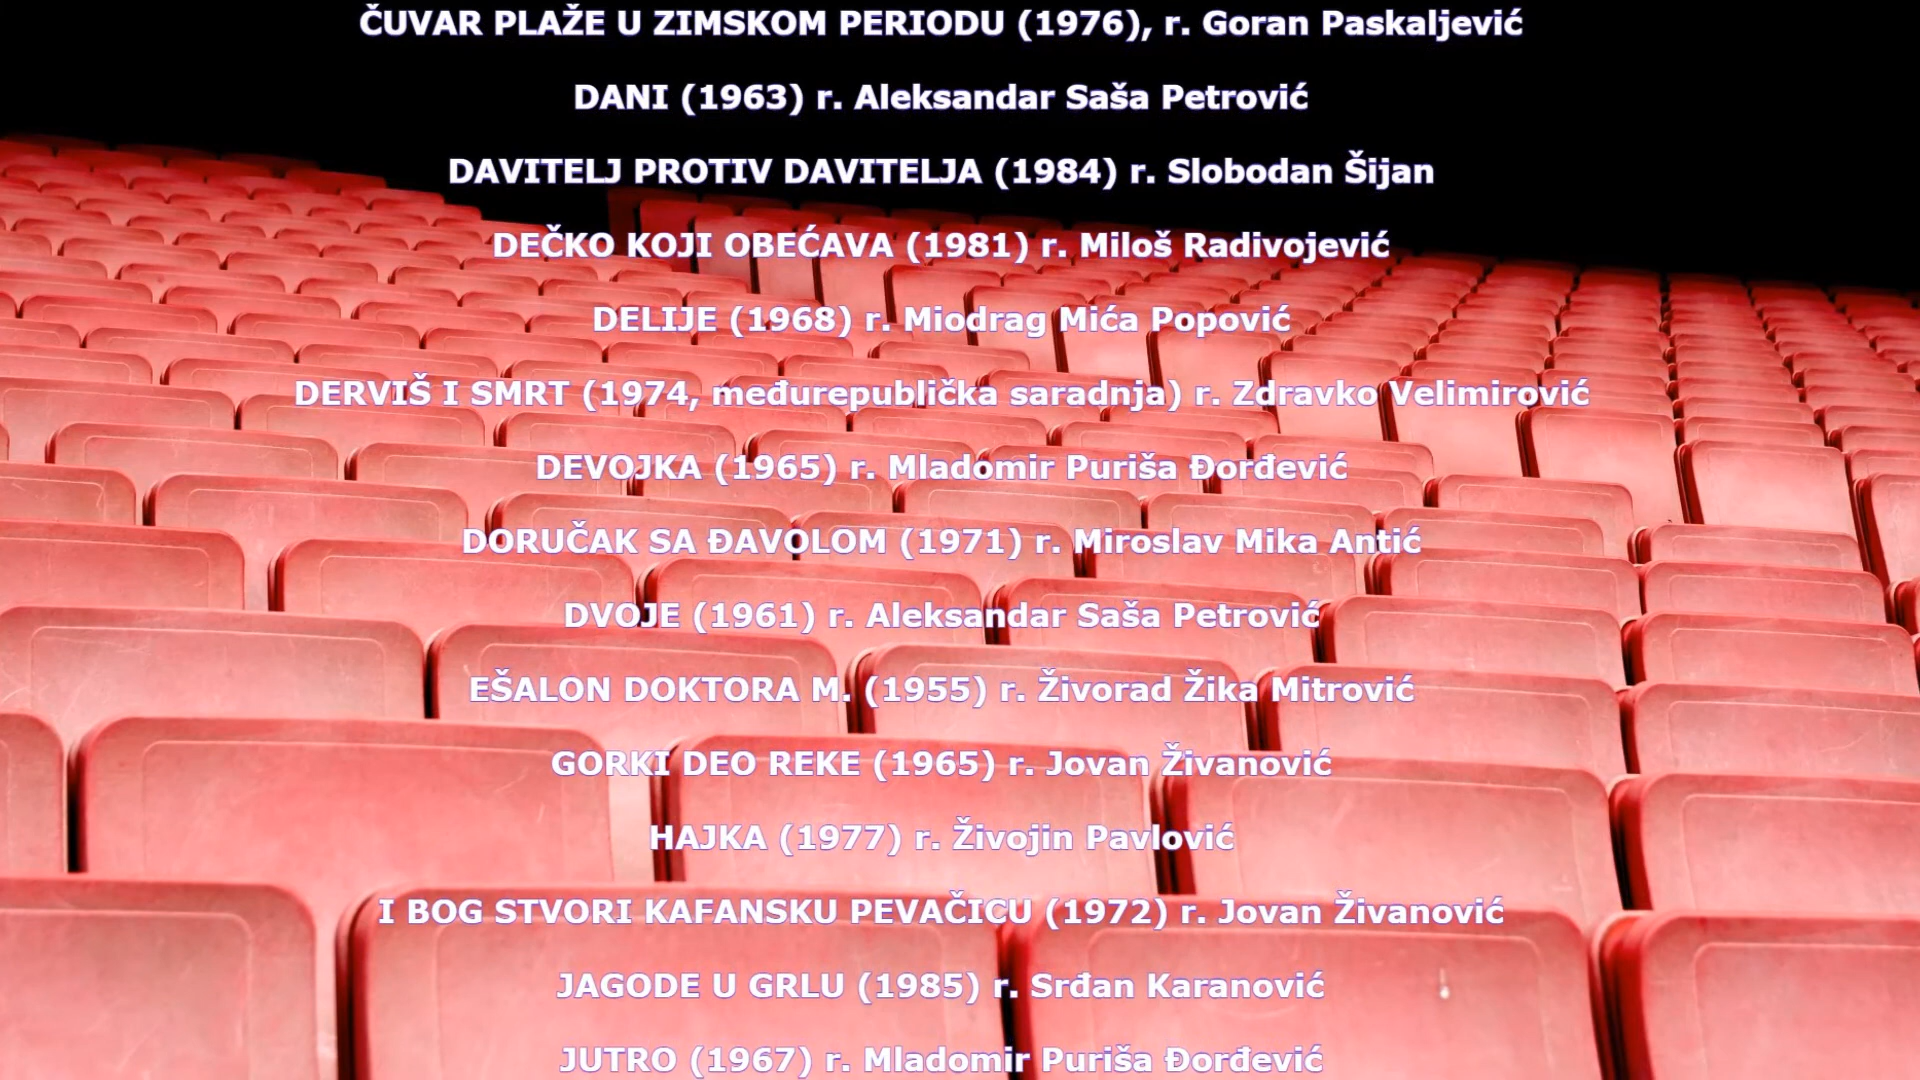 ČUVAR PLAŽE U ZIMSKOM PERIODU (1976), r. Goran Paskaljević
DANI (1963) r. Aleksandar Saša Petrović
DAVITELJ PROTIV DAVITELJA (1984) r. Slobodan Šijan
DEČKO KOJI OBEĆAVA (1981) r. Miloš Radivojević
DELIJE (1968) r. Miodrag Mića Popović
DERVIŠ I SMRT (1974, međurepublička saradnja) r. Zdravko Velimirović
DEVOJKA (1965) r. Mladomir Puriša Đorđević
DORUČAK SA ĐAVOLOM (1971) r. Miroslav Mika Antić
DVOJE (1961) r. Aleksandar Saša Petrović
EŠALON DOKTORA M. (1955) r. Živorad Žika Mitrović
GORKI DEO REKE (1965) r. Jovan Živanović
HAJKA (1977) r. Živojin Pavlović
I BOG STVORI KAFANSKU PEVAČICU (1972) r. Jovan Živanović
JAGODE U GRLU (1985) r. Srđan Karanović
JUTRO (1967) r. Mladomir Puriša Đorđević